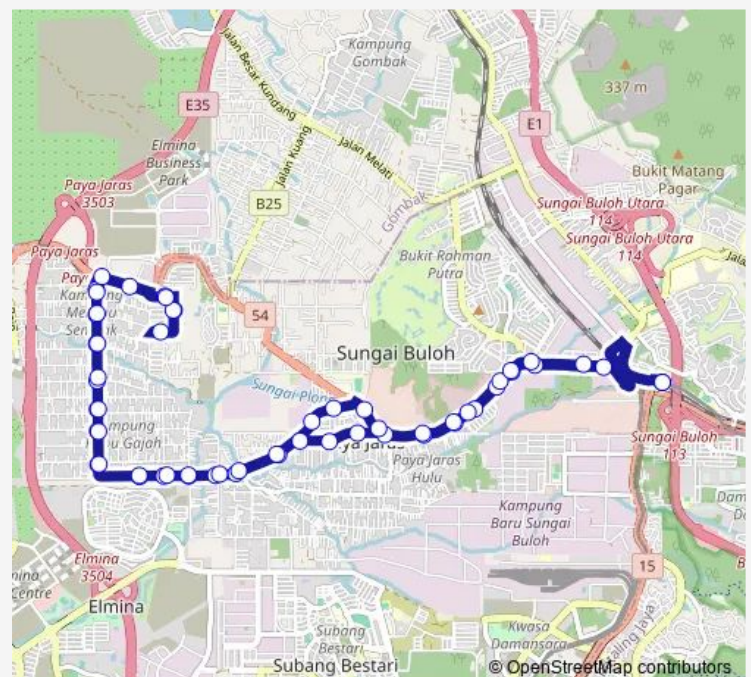 Kampung
Gombak
Jalan Besar Kundang
337 m
E35
E1
Jalan Kuang
Jalan Melati
Elmina
Business
Park
Bukit Matang
Pagar
Paya Jaras
3503
B25
Gombak
Sungai Buloh Utara
114
Sungai Buloh Utara
114
Paya Jaras
Bukit Rahman
Putra
54
Sungai Buloh
Sungai Plong
Sungai Buloh
113
Paya Jaras
Hulu
Kampung
Baru Sungai
Buloh
Elmina
3504
15
Elmina
Subang
Bestari
Kwasa
Damansara
Subang Bestari
© OpenStreetMap contributors